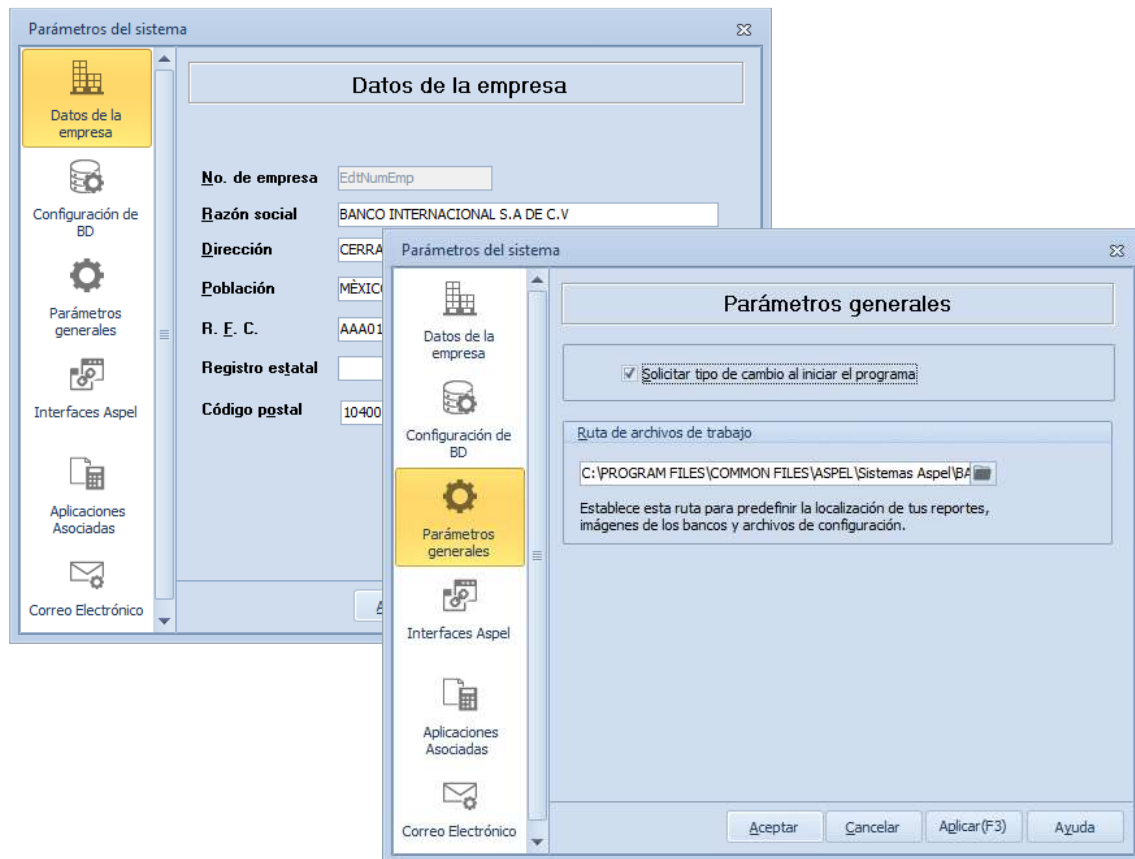 Parámetros del sistema
Datos de la
empresa
Configuración de
BD
Parámetros
generales
Interfaces Aspel
Aplicaciones
Asociadas
Correo Electrónico
Datos de la empresa
No. de empresa EdtNumEmp
Razón social BANCO INTERNACIONAL S.A DE C.V
Dirección CERRA
Población
R. F. C. AAA01
Registro estatal
Código postal 10400
Parámetros del sistema
Datos de la
empresa
Configuración de
BD
Parámetros
generales
Interfaces Aspel
Aplicaciones
Asociadas
Correo Electrónico
Parámetros generales
Solicitar tipo de cambio al iniciar el programa
Ruta de archivos de trabajo
C:\PROGRAM FILES\COMMON FILES\ASPEL\Sistemas Aspel\BA
Establece esta ruta para predefinir la localización de tus reportes,
imágenes de los bancos y archivos de configuración.
Aceptar Cancelar Aplicar(F3) Ayuda